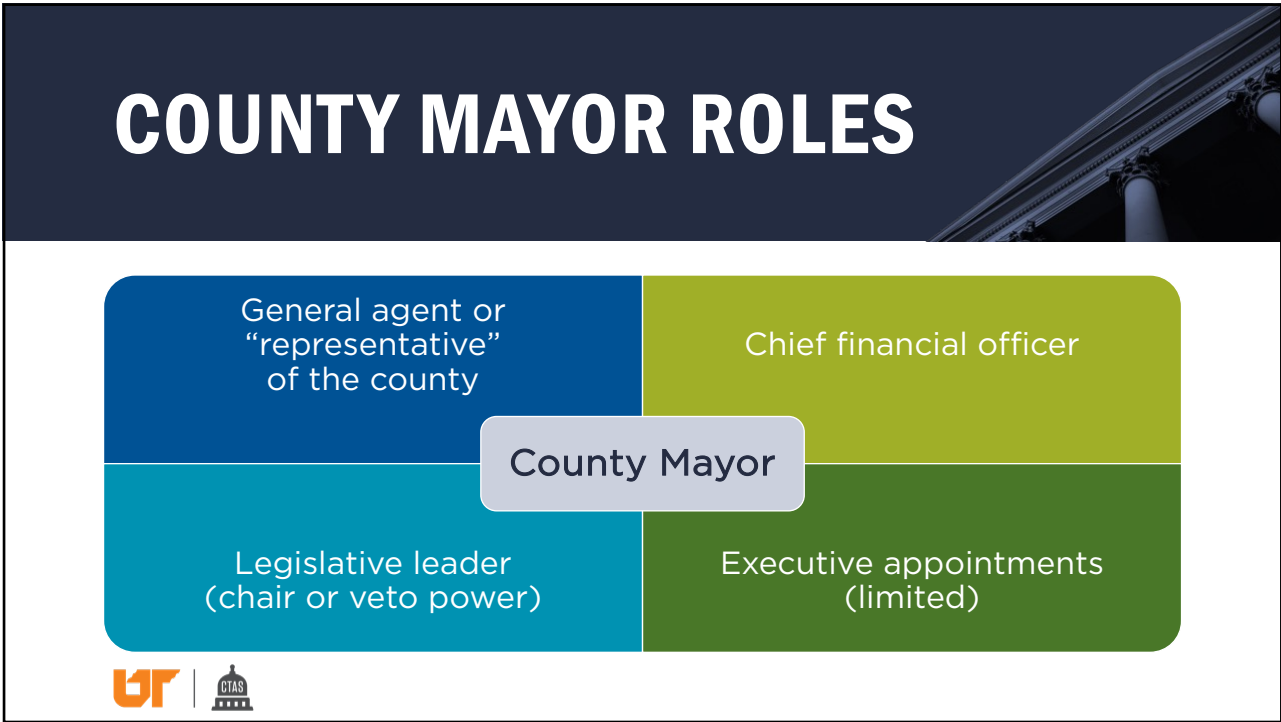 COUNTY MAYOR ROLES
General agent or
“representative”
of the county
Chief financial officer
County Mayor
Legislative leader
(chair or veto power)
Executive appointments
(limited)
UT
CTAS